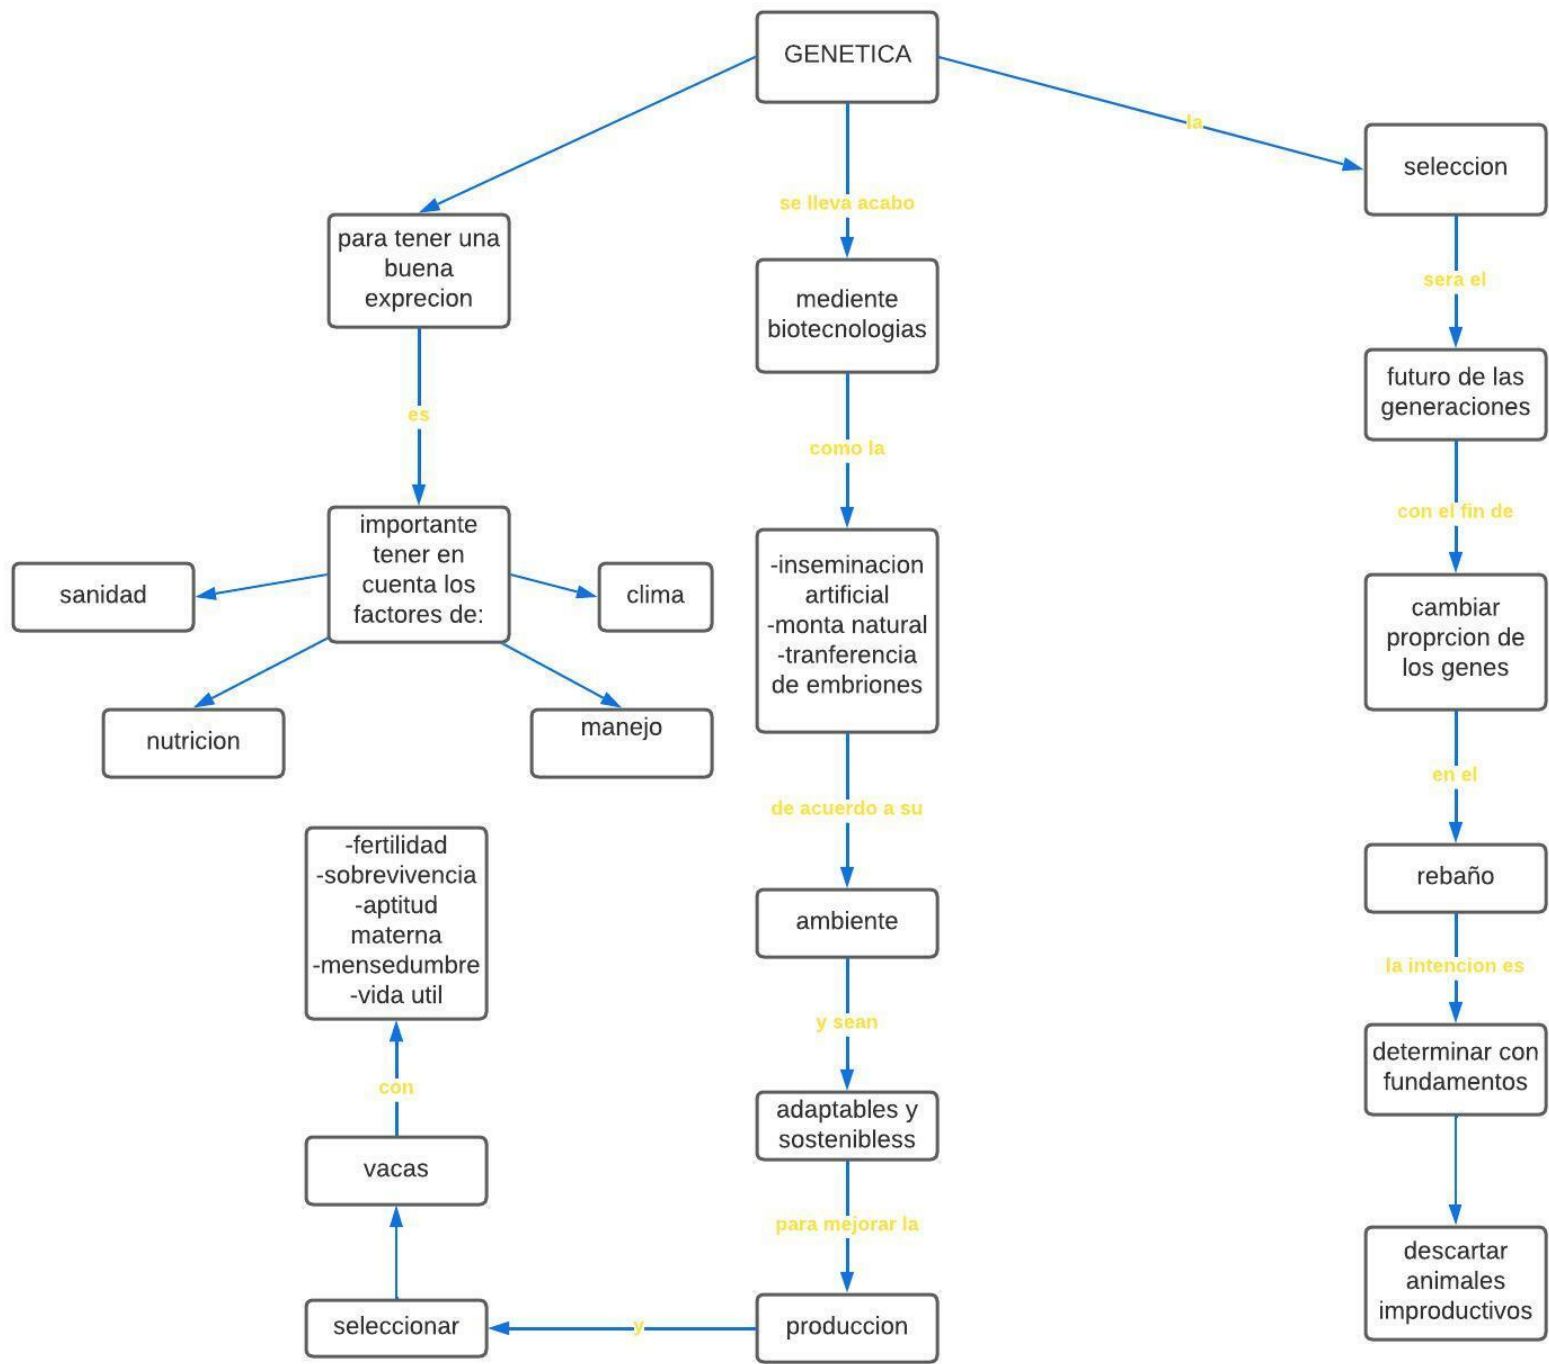 GENETICA
la
seleccion
se lleva acabo
para tener una
buena
exprecion
mediente
biotecnologias
sera el
futuro de las
generaciones
es
como la
con el fin de
importante
tener en
cuenta los
factores de:
sanidad
clima
nutricion
manejo
-inseminacion
artificial
-monta natural
-tranferencia
de embriones
cambiar
proprcion de
los genes
en el
de acuerdo a su
rebaño
-fertilidad
-sobrevivencia
-aptitud
materna
-mensedumbre
-vida util
ambiente
la intencion es
y sean
determinar con
fundamentos
con
adaptables y
sostenibless
vacas
para mejorar la
descartar
animales
improductivos
seleccionar
y
produccion